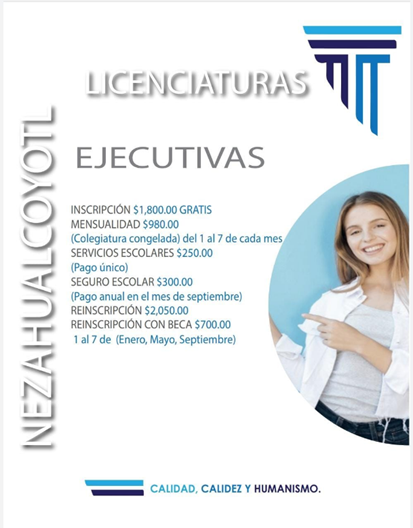 LICENCIATURAS
EJECUTIVAS
NEZAHUALCOYOTL
INSCRIPCIÓN $1,800.00 GRATIS
MENSUALIDAD $980.00
(Colegiatura congelada) del 1 al 7 de cada mes
SERVICIOS ESCOLARES $250.00
(Pago único)
SEGURO ESCOLAR $300.00
(Pago anual en el mes de septiembre)
REINSCRIPCIÓN $2,050.00
REINSCRIPCIÓN CON BECA $700.00
1 al 7 de (Enero, Mayo, Septiembre)
CALIDAD, CALIDEZ Y HUMANISMO.